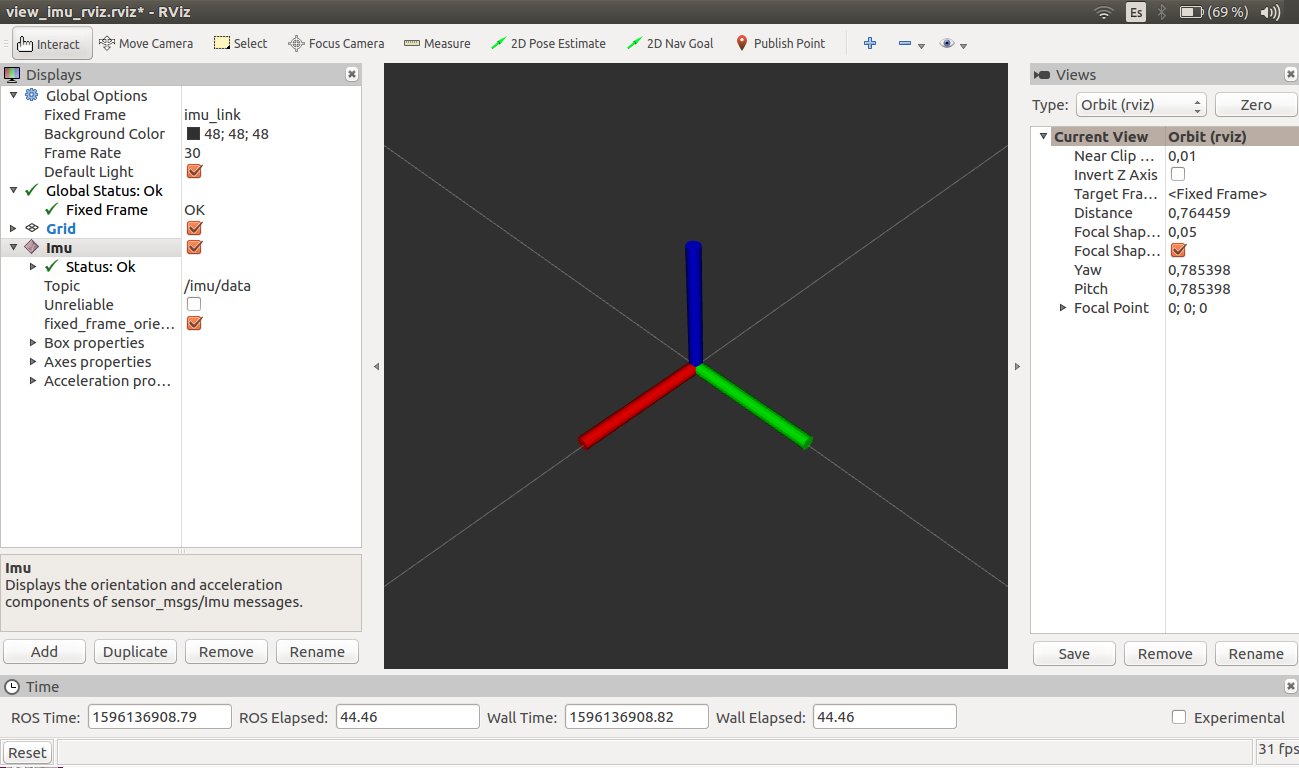 view_imu_rviz.rviz* - RViz
Es (69 %)
Interact Move Camera Select Focus Camera Measure 2D Pose Estimate 2D Nav Goal Publish Point
Displays
Global Options
Fixed Frame imu_link
Background Color 48; 48; 48
Frame Rate 30
Default Light
Global Status: Ok
Fixed Frame OK
Grid
Imu
Status: Ok
Topic /imu/data
Unreliable
fixed_frame_orie...
Box properties
Axes properties
Acceleration pro...
Imu
Displays the orientation and acceleration
components of sensor_msgs/Imu messages.
Add Duplicate Remove Rename
Views
Type: Orbit (rviz) Zero
Current View Orbit (rviz)
Near Clip ... 0,01
Invert Z Axis
Target Fra... <Fixed Frame>
Distance 0,764459
Focal Shap... 0,05
Focal Shap...
Yaw 0,785398
Pitch 0,785398
Focal Point 0; 0; 0
Save Remove Rename
Time
ROS Time: 1596136908.79 ROS Elapsed: 44.46 Wall Time: 1596136908.82 Wall Elapsed: 44.46 Experimental
Reset 31 fps